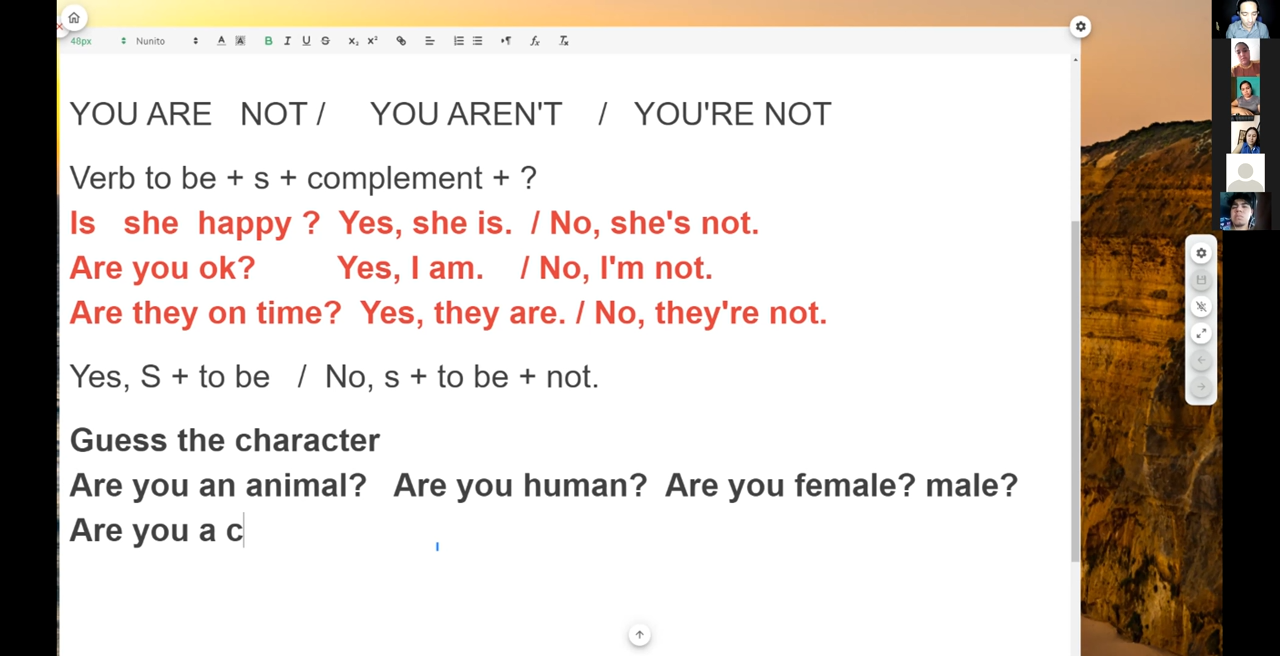 48px Nunito
YOU ARE NOT / YOU AREN'T / YOU'RE NOT
Verb to be + s + complement + ?
Is she happy ? Yes, she is. / No, she's not.
Are you ok? Yes, I am. / No, I'm not.
Are they on time? Yes, they are. / No, they're not.
Yes, S + to be / No, s + to be + not.
Guess the character
Are you an animal? Are you human? Are you female? male?
Are you a c